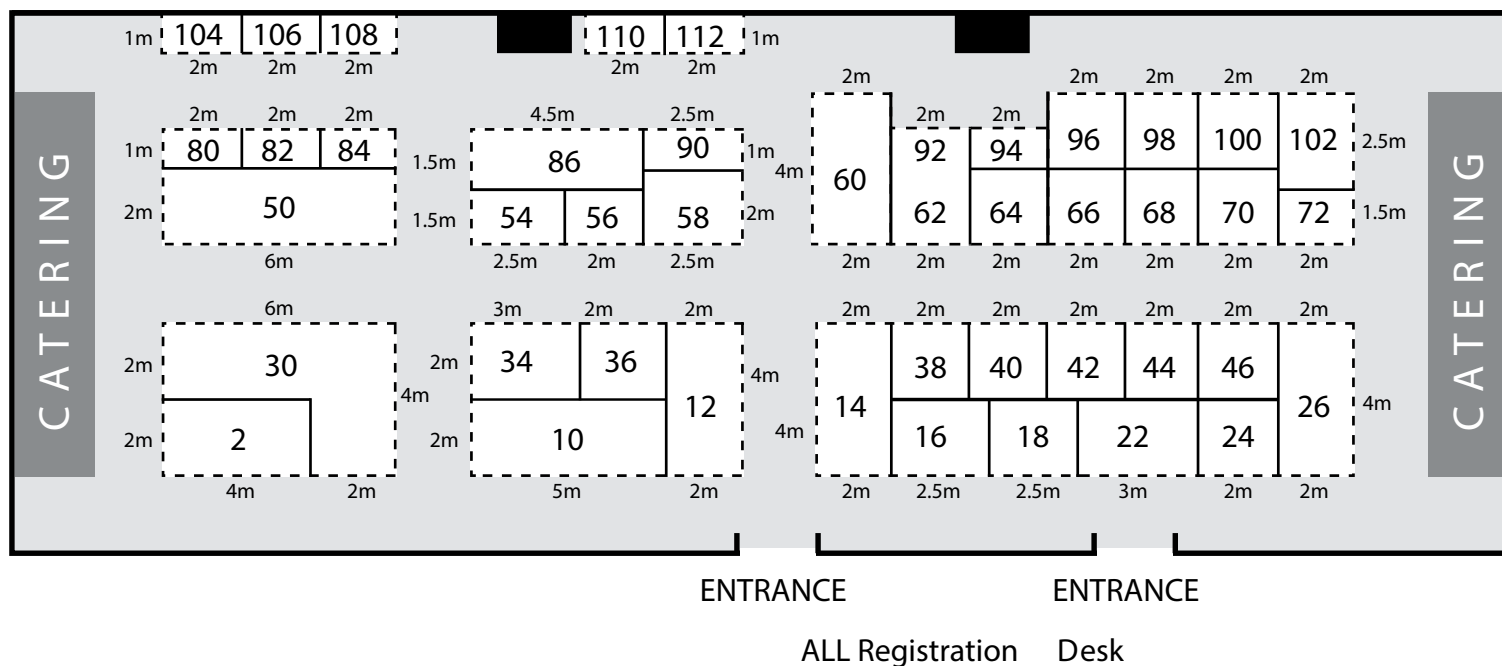 1m 104 106 108 110 112 1m
2m 2m 2m 2m 2m
2m 2m 2m 2m 2m
2m 2m 2m 4.5m 2.5m 2m 2m
1m 80 82 84 1.5m 86 90 1m 4m 60 92 94 96 98 100 102 2.5m
2m 50 1.5m 54 56 58 2m 62 64 66 68 70 72 1.5m
6m 2.5m 2m 2.5m 2m 2m 2m 2m 2m 2m 2m
6m 3m 2m 2m 2m 2m 2m 2m 2m 2m 2m
2m 30 4m 2m 34 36 12 4m 14 38 40 42 44 46 26 4m
2m 2 2m 10 4m 16 18 22 24
4m 2m 5m 2m 2m 2.5m 2.5m 3m 2m 2m
CATERING
CATERING
ENTRANCE ENTRANCE
ALL Registration Desk